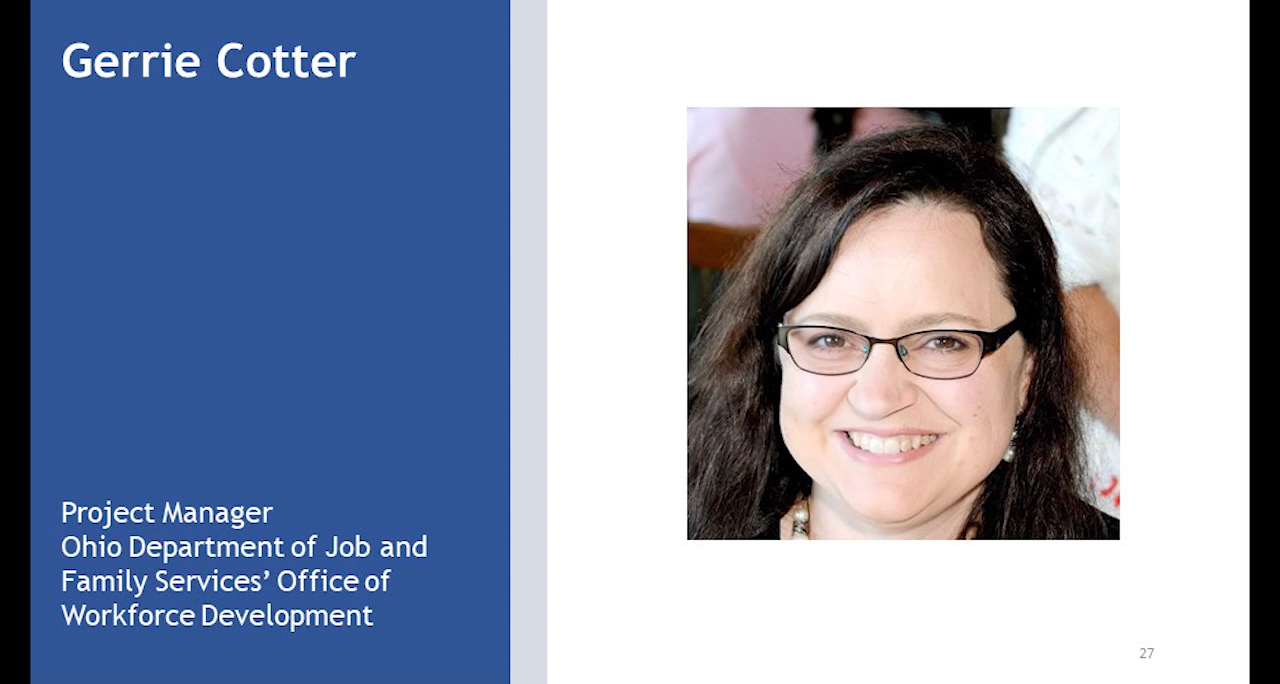 Gerrie Cotter
Project Manager
Ohio Department of Job and
Family Services’ Office of
Workforce Development
27